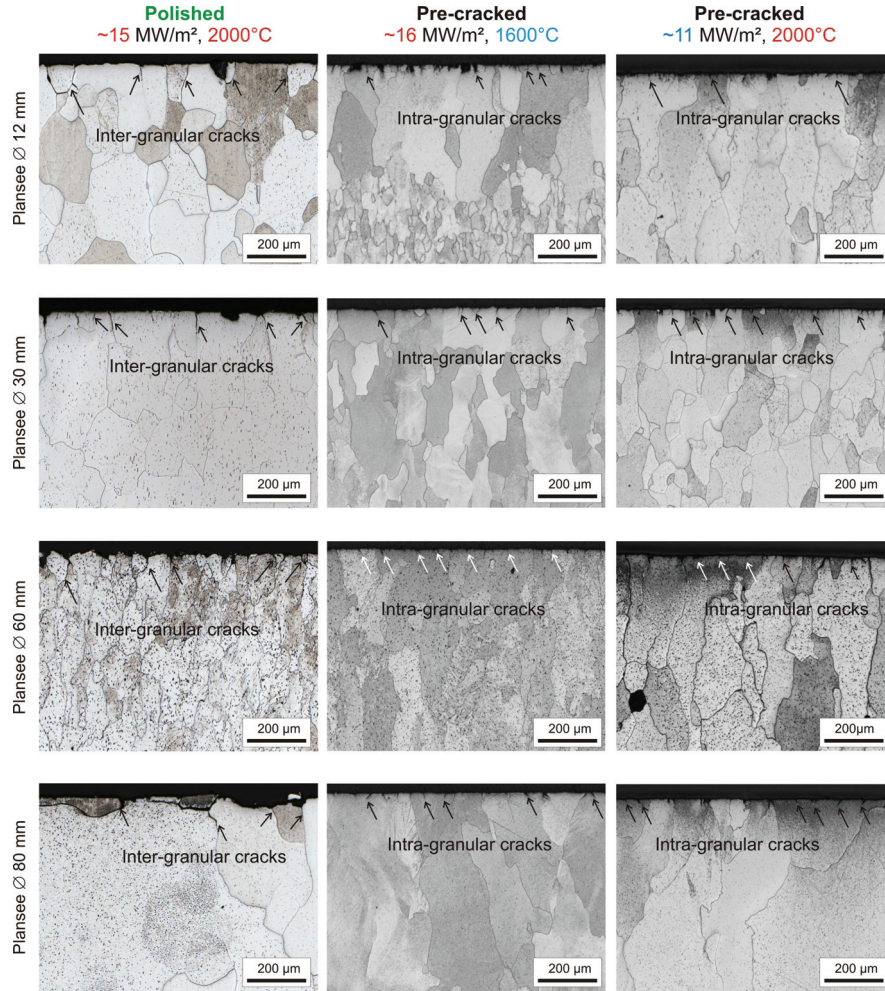 Polished
~15 MW/m², 2000°C
Pre-cracked
~16 MW/m², 1600°C
Pre-cracked
~11 MW/m², 2000°C
Plansee Ø 12 mm
Inter-granular cracks
200 µm
Intra-granular cracks
200 µm
Intra-granular cracks
200 µm
Plansee Ø 30 mm
Inter-granular cracks
200 µm
Intra-granular cracks
200 µm
Intra-granular cracks
200 µm
Plansee Ø 60 mm
Inter-granular cracks
200 µm
Intra-granular cracks
200 µm
Intra-granular cracks
200µm
Plansee Ø 80 mm
Inter-granular cracks
200 µm
Intra-granular cracks
200 µm
Intra-granular cracks
200 µm